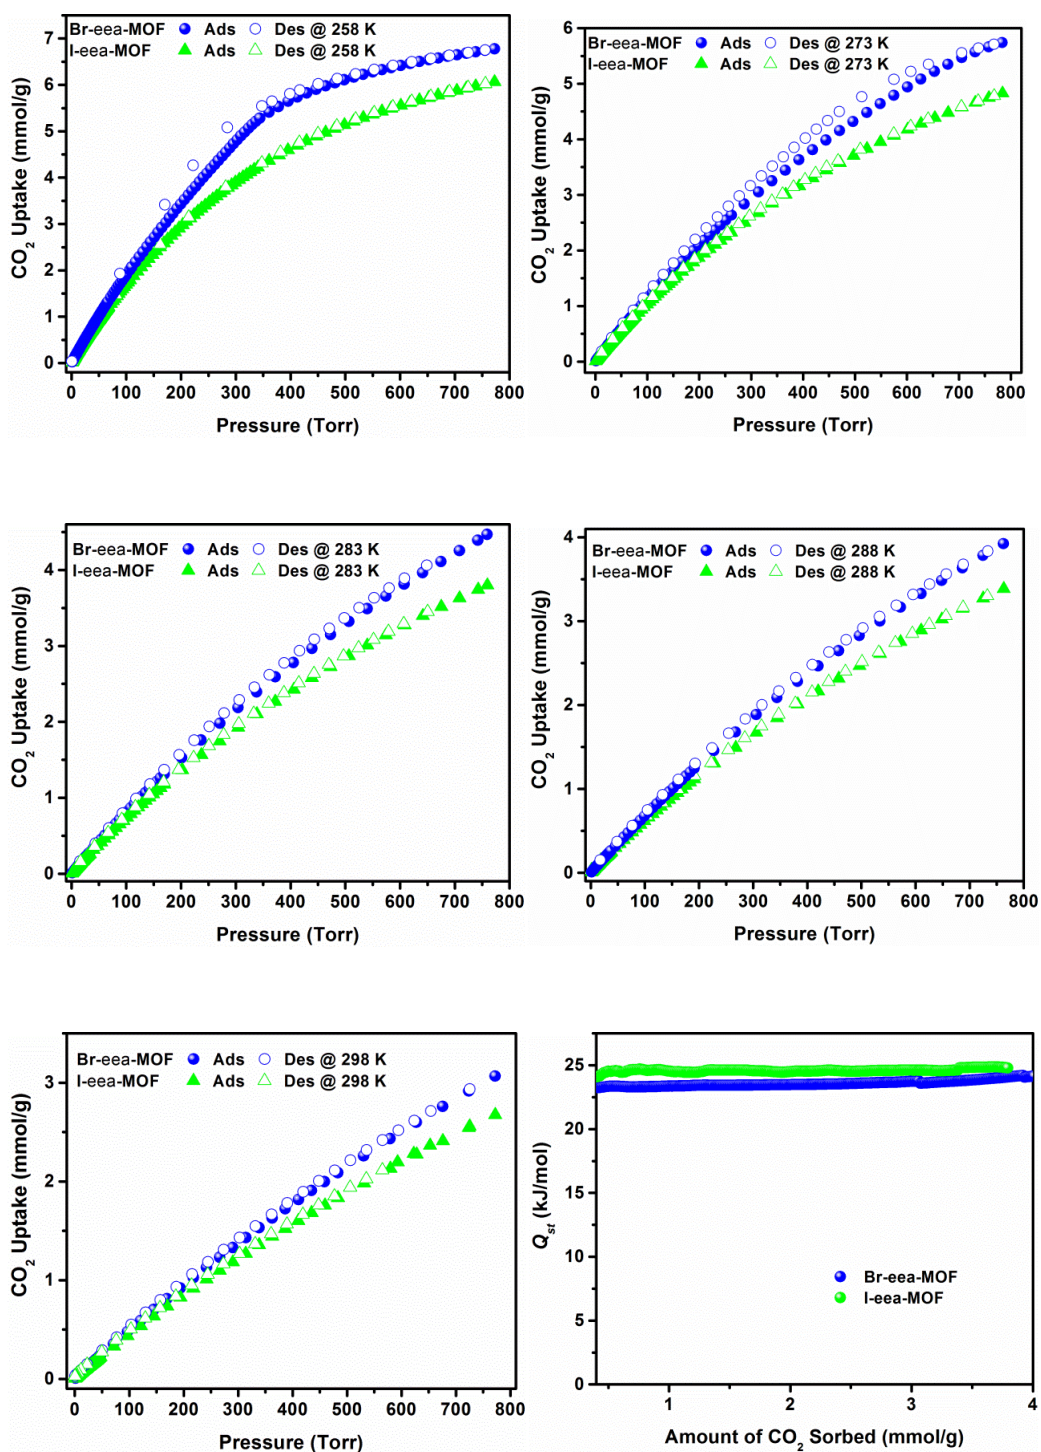 Br-eea-MOF Ads Des @ 258 K
I-eea-MOF Ads Des @ 258 K
7
6
5
4
3
2
1
0
CO2 Uptake (mmol/g)
0 100 200 300 400 500 600 700 800
Pressure (Torr)
Br-eea-MOF Ads Des @ 273 K
I-eea-MOF Ads Des @ 273 K
6
5
4
3
2
1
0
CO2 Uptake (mmol/g)
0 100 200 300 400 500 600 700 800
Pressure (Torr)
Br-eea-MOF Ads Des @ 283 K
I-eea-MOF Ads Des @ 283 K
4
3
2
1
0
CO2 Uptake (mmol/g)
0 100 200 300 400 500 600 700 800
Pressure (Torr)
Br-eea-MOF Ads Des @ 288 K
I-eea-MOF Ads Des @ 288 K
4
3
2
1
0
CO2 Uptake (mmol/g)
0 100 200 300 400 500 600 700 800
Pressure (Torr)
Br-eea-MOF Ads Des @ 298 K
I-eea-MOF Ads Des @ 298 K
3
2
1
0
CO2 Uptake (mmol/g)
0 100 200 300 400 500 600 700 800
Pressure (Torr)
25
22
20
17
15
12
10
7
5
2
0
Qst (kJ/mol)
Br-eea-MOF
I-eea-MOF
1 2 3 4
Amount of CO2 Sorbed (mmol/g)